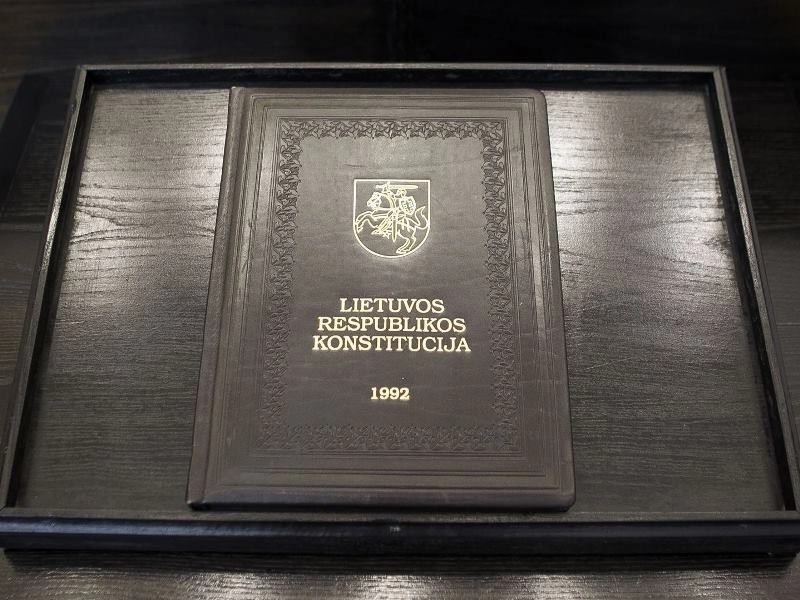 LIETUVOS
RESPUBLIKOS
KONSTITUCIJA
1992